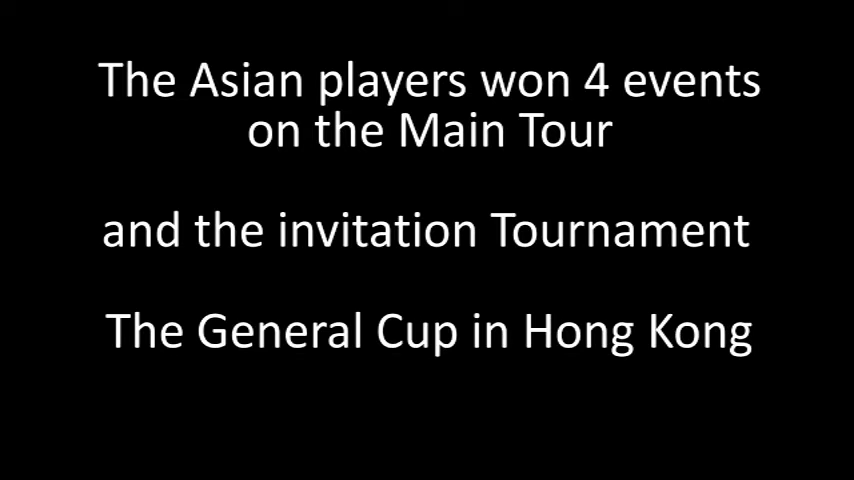 The Asian players won 4 events
on the Main Tour
and the invitation Tournament
The General Cup in Hong Kong